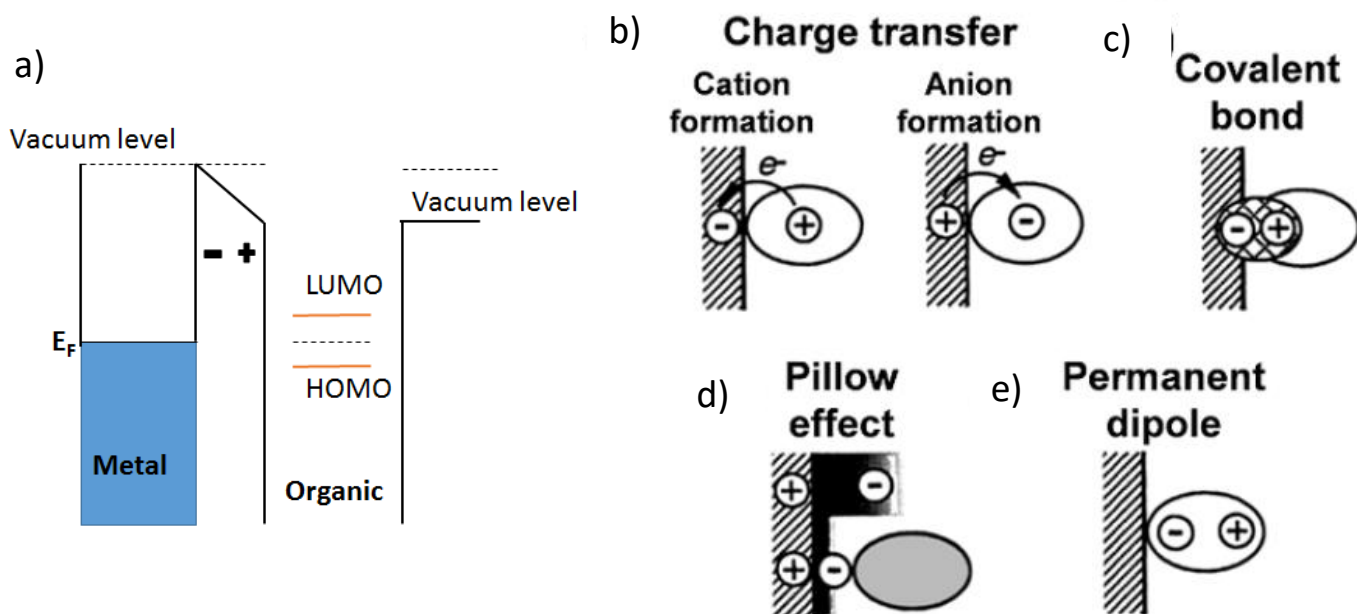 a)
Vacuum level
- +
Vacuum level
LUMO
E_F
HOMO
Metal
Organic
b)
Charge transfer
Cation
formation
e-
- +
Anion
formation
e-
+ -
c)
Covalent
bond
- +
d)
Pillow
effect
+ -
+ -
e)
Permanent
dipole
- +